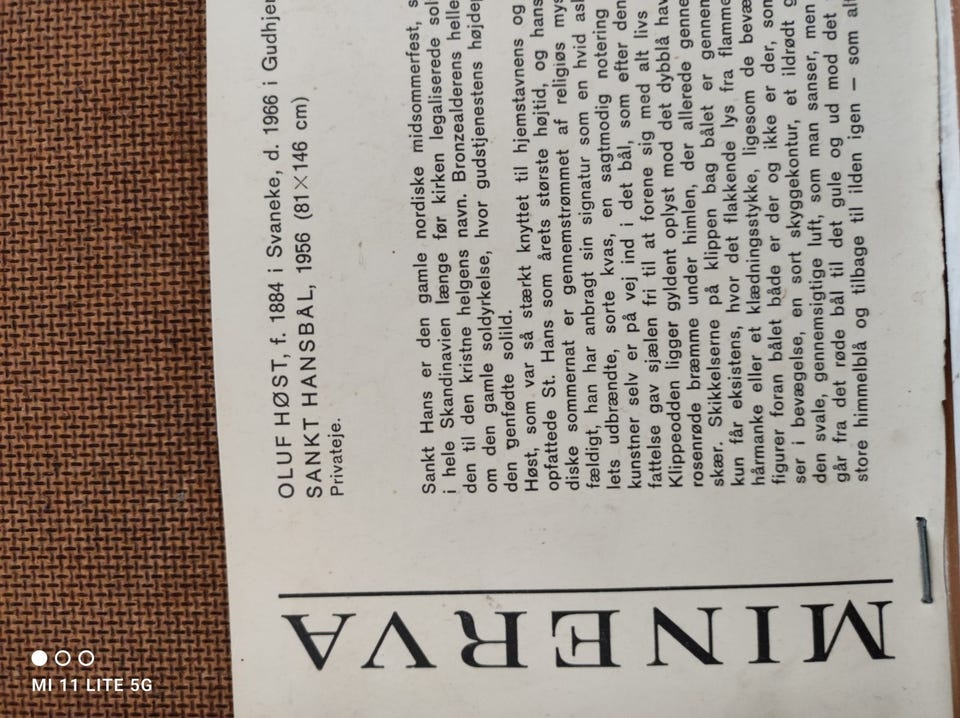 OLUF HØST, f. 1884 i Svaneke, d. 1966 i Gudhjem
SANKT HANSBÅL, 1956 (81×146 cm)
Privateje.
Sankt Hans er den gamle nordiske midsommerfest,
i hele Skandinavien længe før kirken legaliserede
den til den kristne helgens navn. Bronzealderens
om den gamle soldyrkelse, hvor gudstjenestens
den genfødte solild.
Høst, som var så stærkt knyttet til hjemstavnens og
opfattede St. Hans som årets største højtid, og hans
diske sommernat er gennemstrømmet af religiøs
fældigt, han har anbragt sin signatur som en hvid
lets udbrændte, sorte kvas, en sagtmodig notering
kunstner selv er på vej ind i det bål, som efter den
fattelse gav sjælen fri til at forene sig med alt livs
Klippeodden ligger gyldent oplyst mod det dybblå
rosenrøde bræmme under himlen, der allerede
skær. Skikkelserne på klippen bag bålet er
kun får eksistens, hvor det flakkende lys fra
hårmanke eller et klædningsstykke, ligesom de
figurer foran bålet både er der og ikke er der,
ser i bevægelse, en sort skyggekontur, et ildrødt
den svale, gennemsigtige luft, som man sanser, men
går fra det røde bål til det gule og ud mod det
store himmelblå og tilbage til ilden igen – som
MINERVA
MI 11 LITE 5G